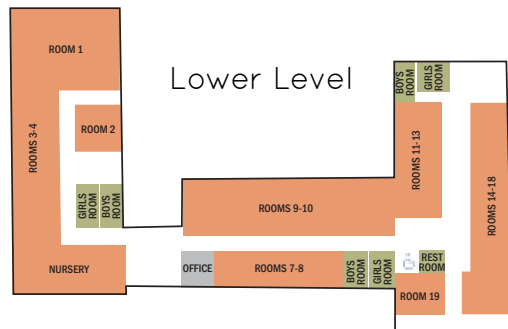 ROOM 1
Lower Level
BOYS
ROOM
GIRLS
ROOM
ROOM 2
ROOMS 3-4
ROOMS 11-13
GIRLS
ROOM
BOYS
ROOM
ROOMS 9-10
ROOMS 14-18
NURSERY
OFFICE
ROOMS 7-8
BOYS
ROOM
GIRLS
ROOM
REST
ROOM
ROOM 19